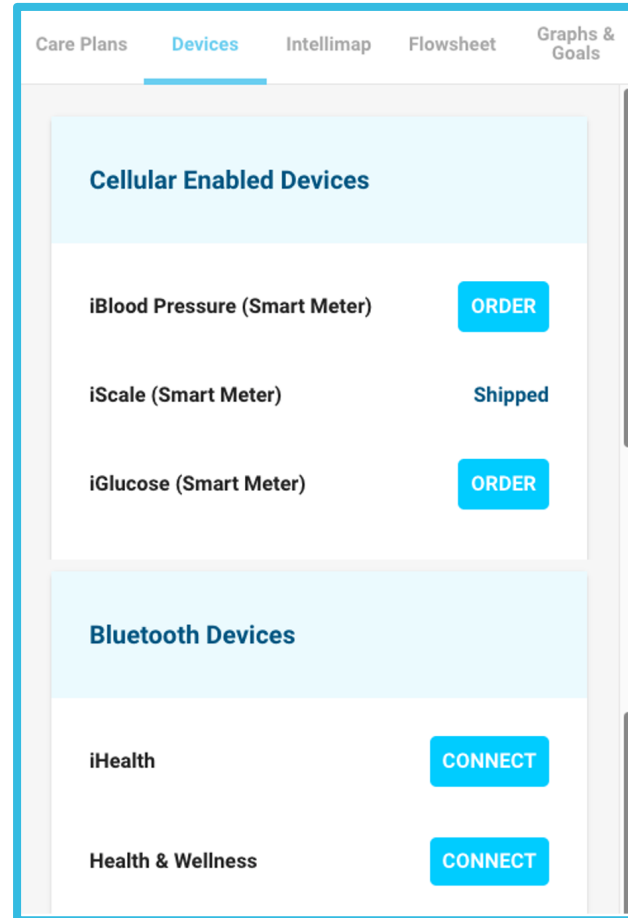 Care Plans
Devices
Intellimap
Flowsheet
Graphs &
Goals
Cellular Enabled Devices
iBlood Pressure (Smart Meter)
ORDER
iScale (Smart Meter)
Shipped
iGlucose (Smart Meter)
ORDER
Bluetooth Devices
iHealth
CONNECT
Health & Wellness
CONNECT